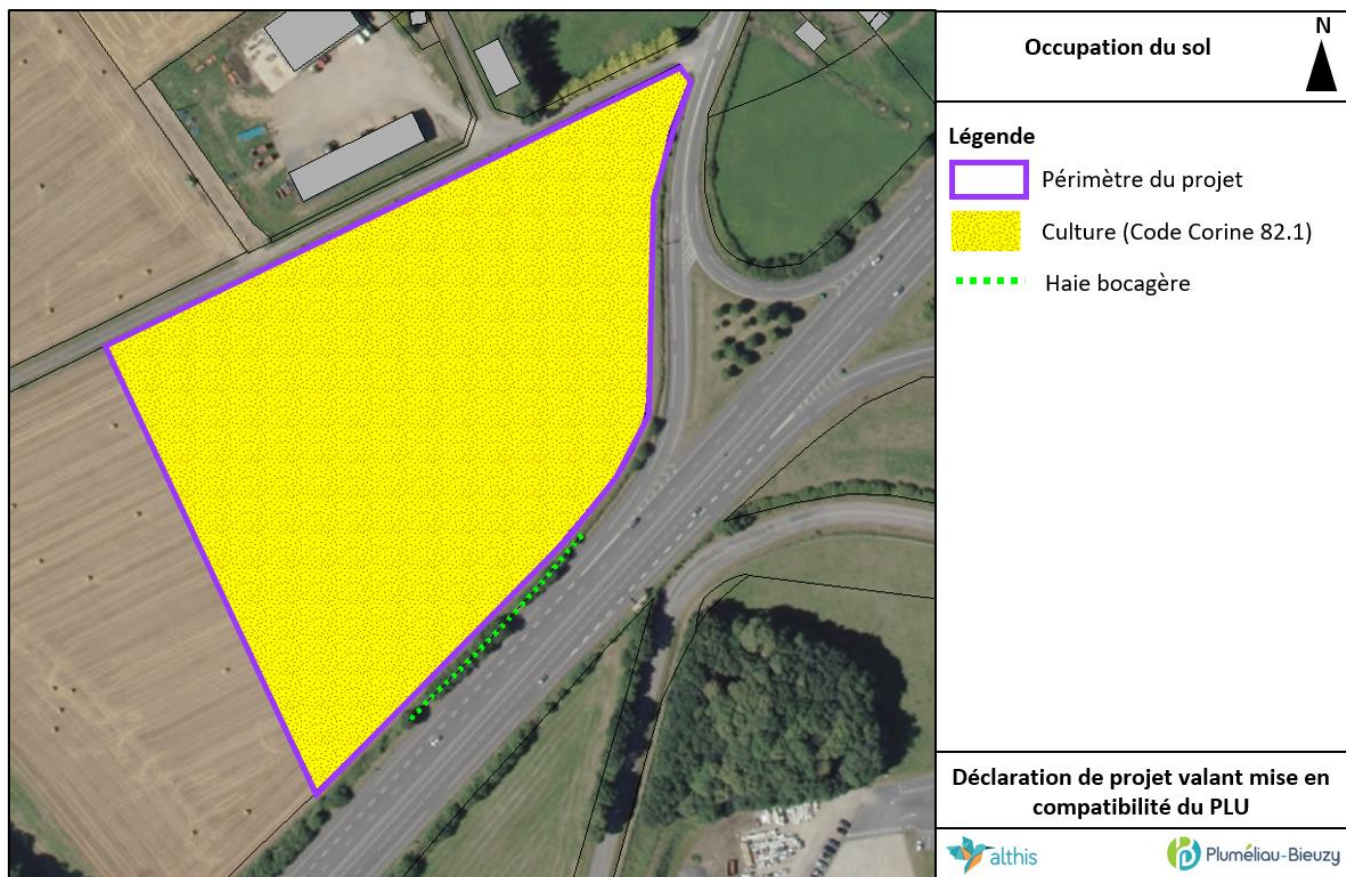 Occupation du sol
N
Légende
Périmètre du projet
Culture (Code Corine 82.1)
Haie bocagère
Déclaration de projet valant mise en
compatibilité du PLU
althis
Pluméliau-Bieuzy